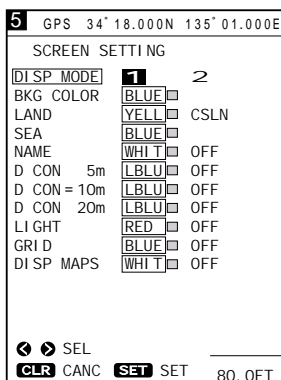 5 GPS 34°18.000N 135°01.000E
SCREEN SETTING
DISP MODE 1 2
BKG COLOR BLUE
LAND YELL CSLN
SEA BLUE
NAME WHIT OFF
D CON 5m LBLU OFF
D CON=10m LBLU OFF
D CON 20m LBLU OFF
LIGHT RED OFF
GRID BLUE OFF
DISP MAPS WHIT OFF
SEL
CLR CANC SET SET 80.0FT